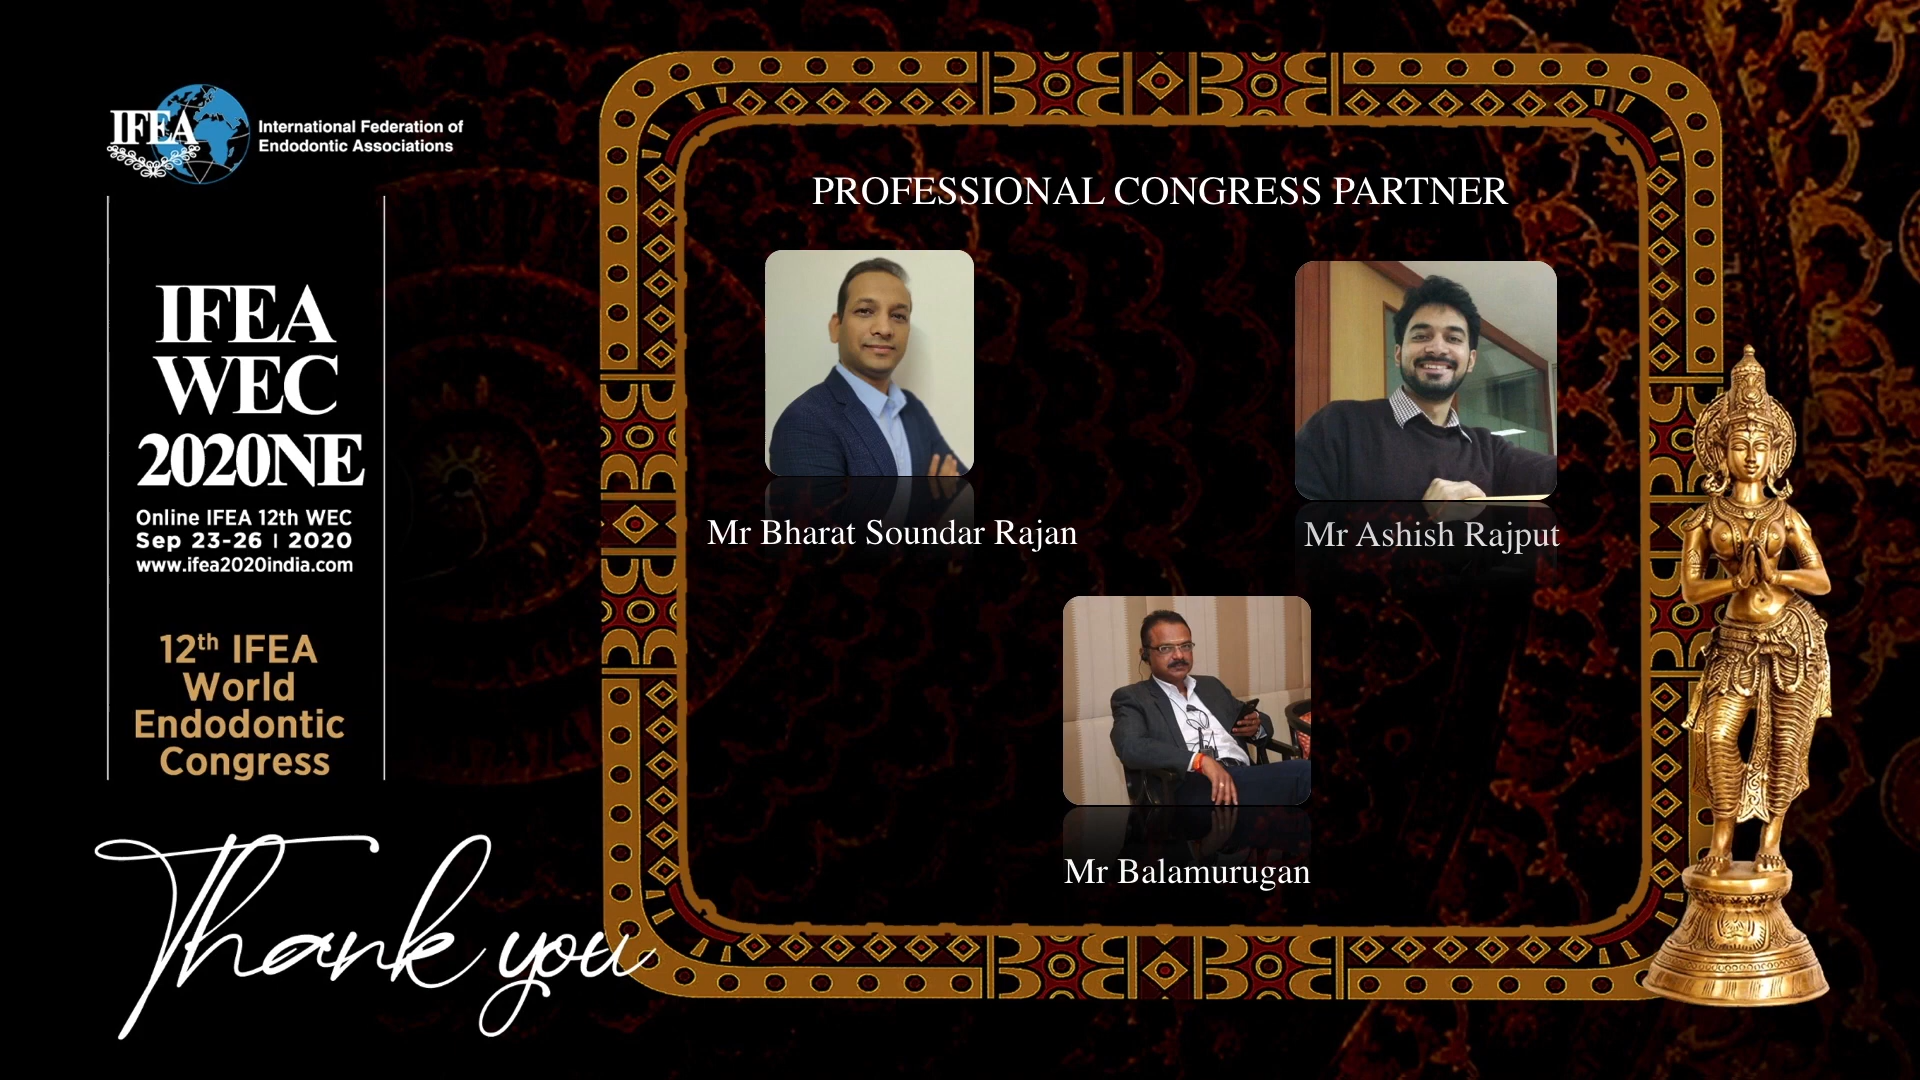 IFEA
International Federation of
Endodontic Associations
IFEA
WEC
2020NE
Online IFEA 12th WEC
Sep 23-26 | 2020
www.ifea2020india.com
12th IFEA
World
Endodontic
Congress
Thank you
PROFESSIONAL CONGRESS PARTNER
Mr Bharat Soundar Rajan
Mr Ashish Rajput
Mr Balamurugan